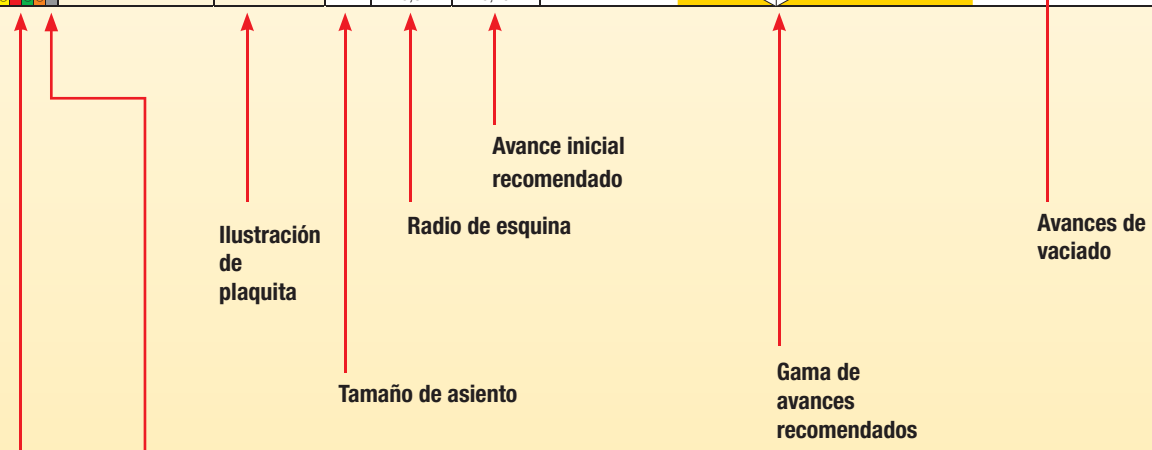 Avance inicial
recomendado
Radio de esquina
Ilustración
de
plaquita
Avances de
vaciado
Tamaño de asiento
Gama de
avances
recomendados